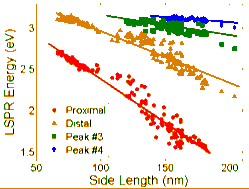 LSPR Energy (eV)
3
2.5
2
1.5
Proximal
Distal
Peak #3
Peak #4
50
100
150
200
Side Length (nm)